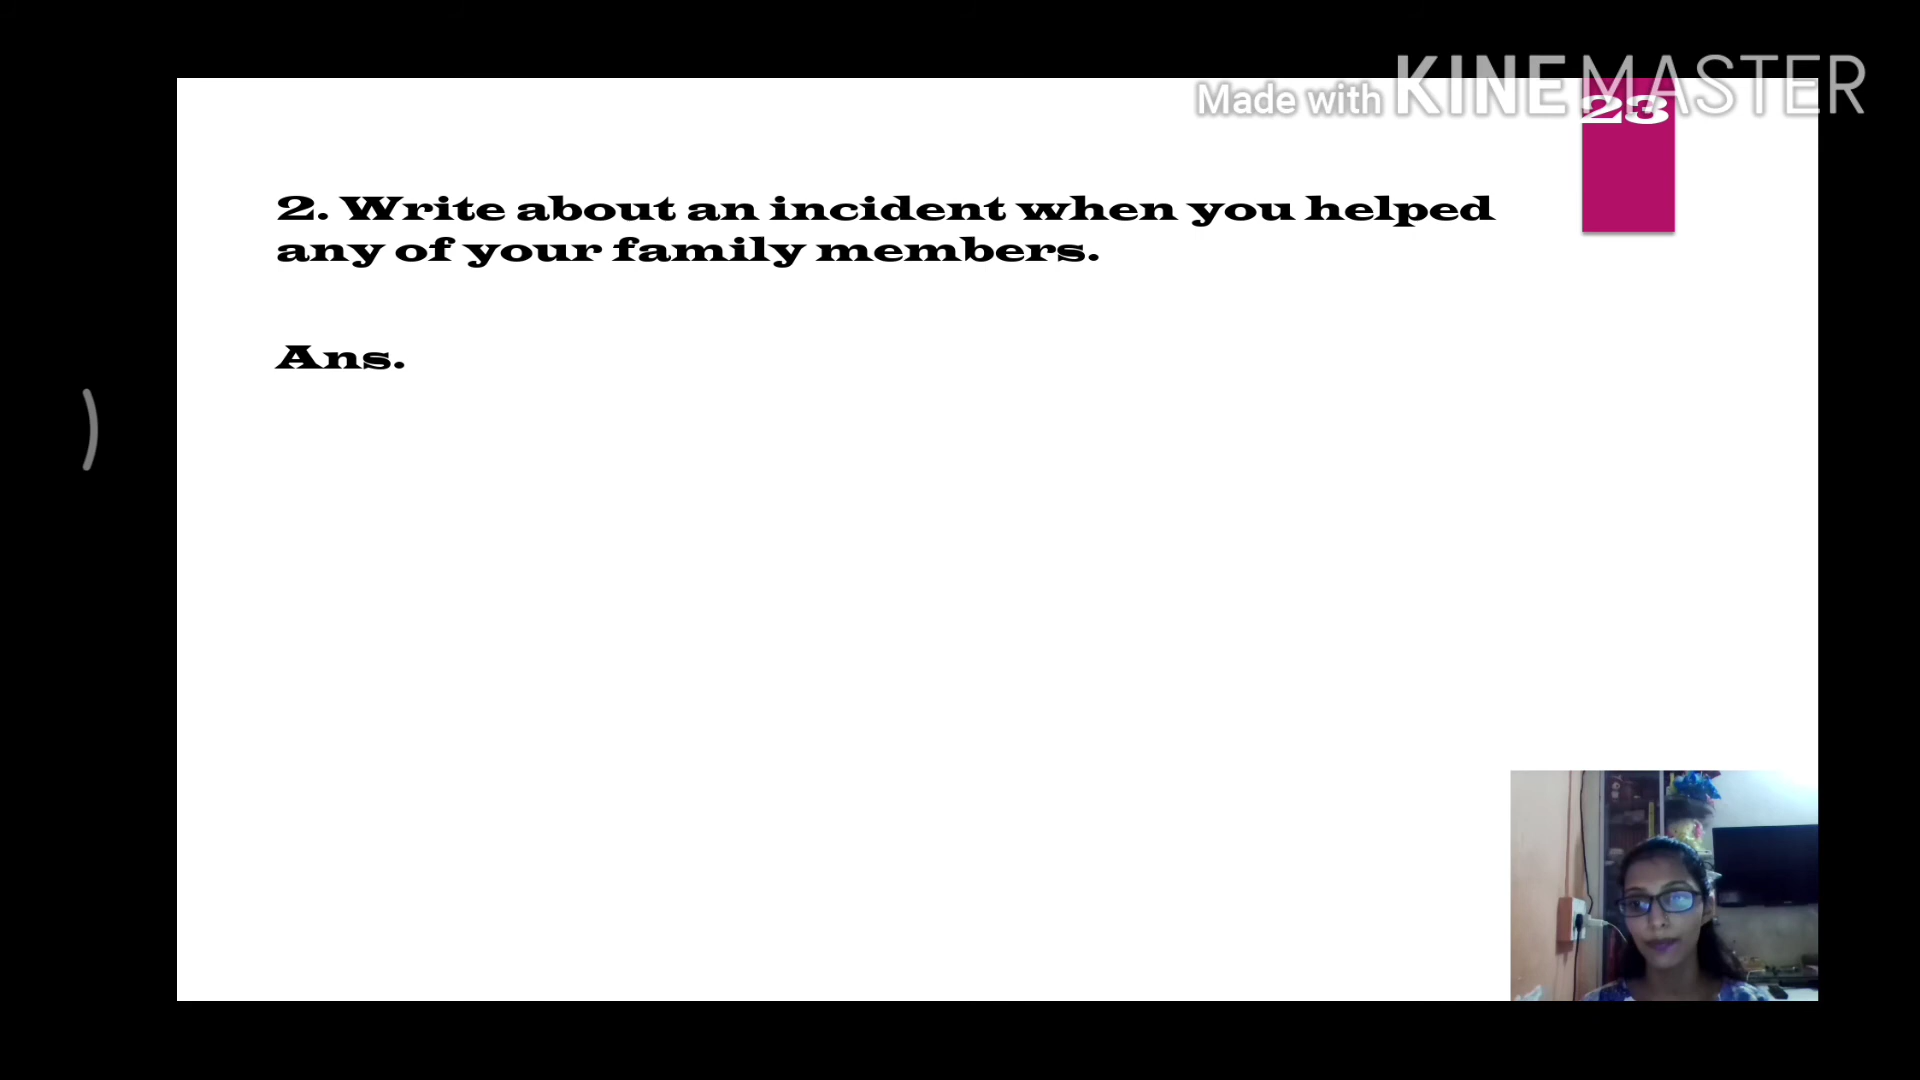 Made with KINEMASTER
23
2. Write about an incident when you helped
any of your family members.
Ans.